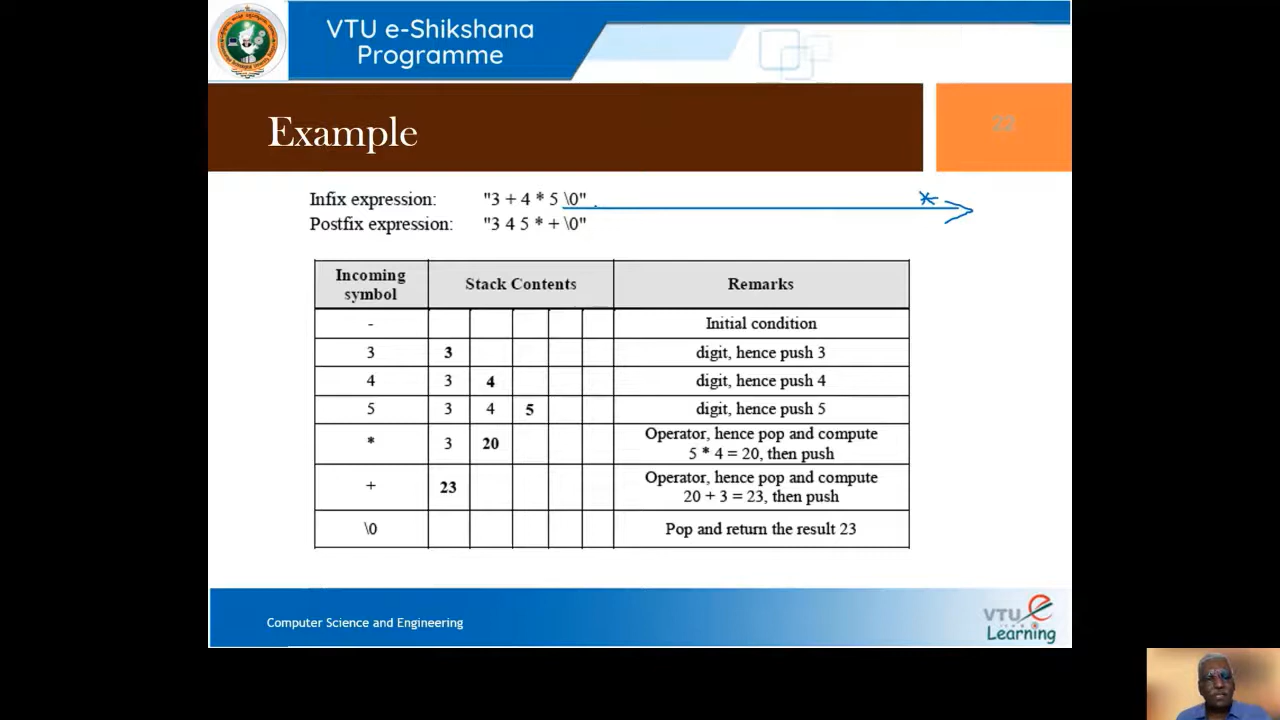 VTU e-Shikshana
Programme
Example
22
Infix expression: "3 + 4 * 5 \0"
*
Postfix expression: "3 4 5 * + \0"
Incoming symbol Stack Contents Remarks
- Initial condition
3 3 digit, hence push 3
4 3 4 digit, hence push 4
5 3 4 5 digit, hence push 5
* 3 20 Operator, hence pop and compute
5 * 4 = 20, then push
+ 23 Operator, hence pop and compute
20 + 3 = 23, then push
\0 Pop and return the result 23
Computer Science and Engineering
VTU e
Learning